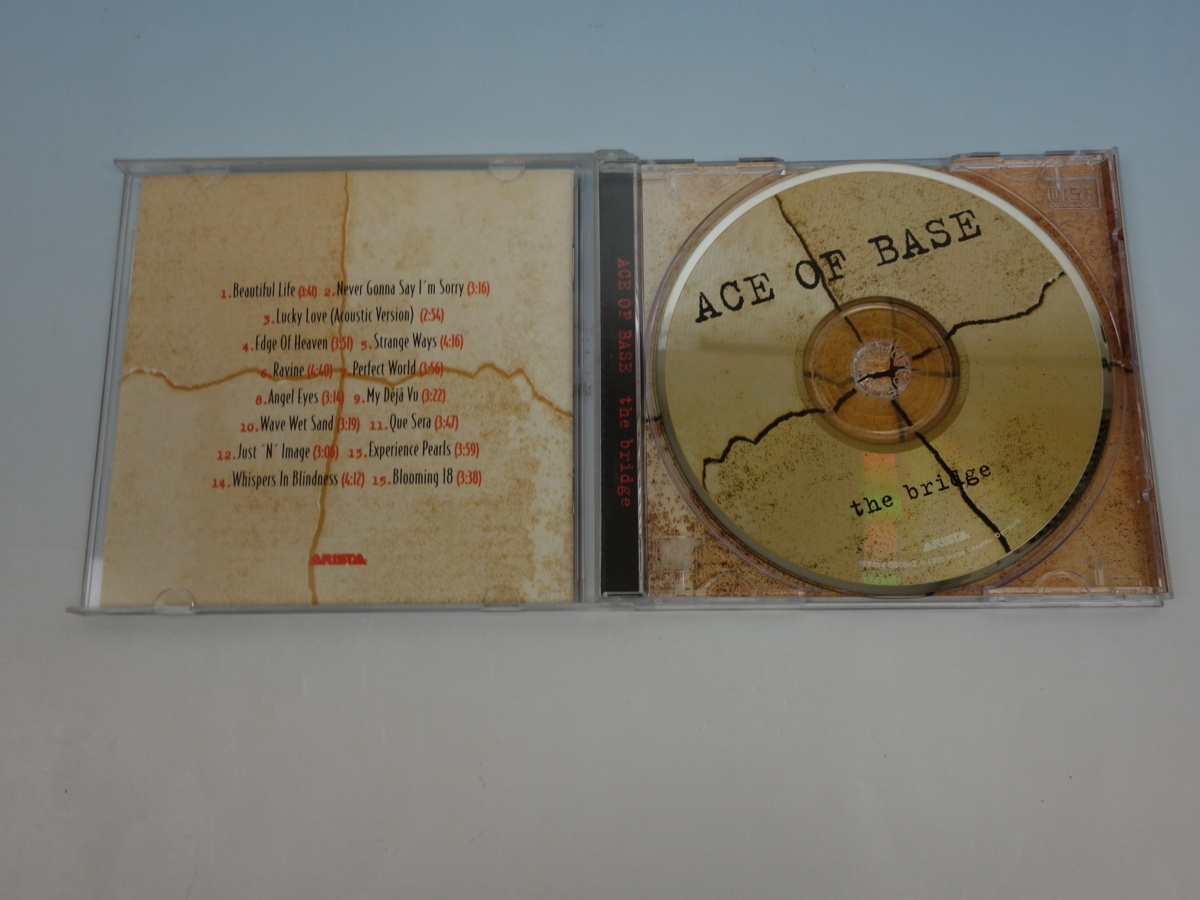 1. Beautiful Life (3:41) 2. Never Gonna Say I´m Sorry (3:16)
3. Lucky Love (Acoustic Version) (2:54)
4. Edge Of Heaven (3:51) 5. Strange Ways (4:16)
6. Ravine (4:40) 7. Perfect World (3:56)
8. Angel Eyes (3:14) 9. My Déjà Vu (3:22)
10. Wave Wet Sand (3:19) 11. Que Sera (3:47)
12. Just ´N´ Image (3:06) 13. Experience Pearls (3:59)
14. Whispers In Blindness (4:12) 15. Blooming 18 (3:38)
ARISTA
ACE OF BASE the bridge
ACE OF BASE
the bridge
ARISTA